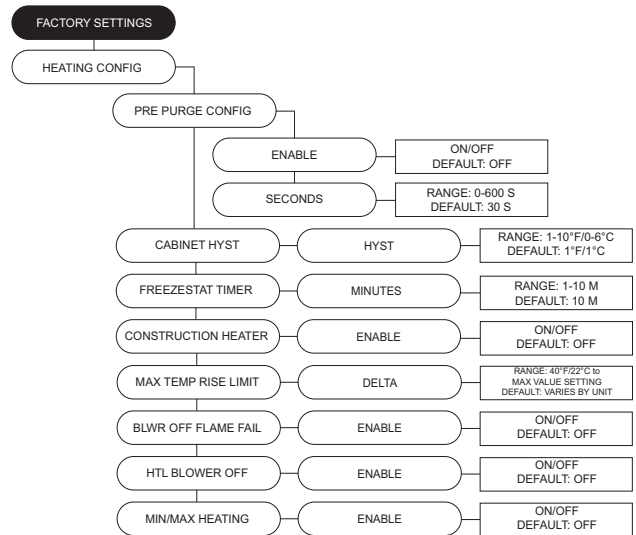 FACTORY SETTINGS
HEATING CONFIG
PRE PURGE CONFIG
ENABLE
ON/OFF
DEFAULT: OFF
SECONDS
RANGE: 0-600 S
DEFAULT: 30 S
CABINET HYST
HYST
RANGE: 1-10°F/0-6°C
DEFAULT: 1°F/1°C
FREEZESTAT TIMER
MINUTES
RANGE: 1-10 M
DEFAULT: 10 M
CONSTRUCTION HEATER
ENABLE
ON/OFF
DEFAULT: OFF
MAX TEMP RISE LIMIT
DELTA
RANGE: 40°F/22°C to
MAX VALUE SETTING
DEFAULT: VARIES BY UNIT
BLWR OFF FLAME FAIL
ENABLE
ON/OFF
DEFAULT: OFF
HTL BLOWER OFF
ENABLE
ON/OFF
DEFAULT: OFF
MIN/MAX HEATING
ENABLE
ON/OFF
DEFAULT: OFF